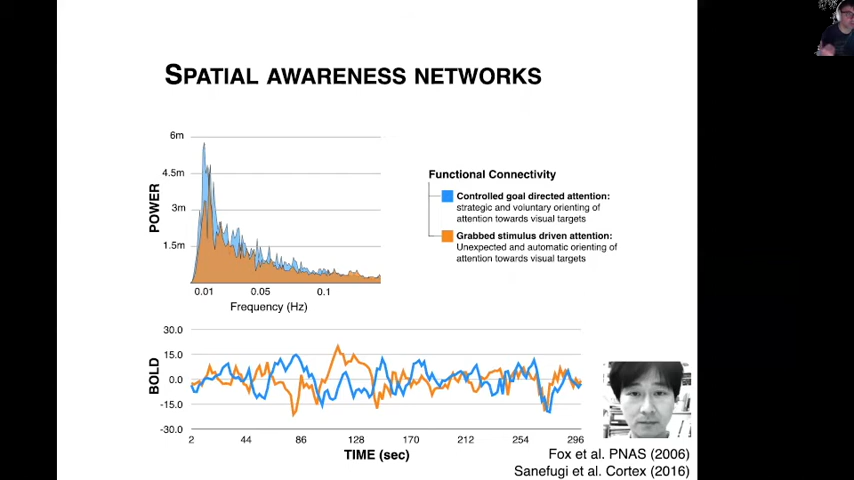 SPATIAL AWARENESS NETWORKS
6m
4.5m
3m
1.5m
POWER
0.01 0.05 0.1
Frequency (Hz)
Functional Connectivity
Controlled goal directed attention:
strategic and voluntary orienting of
attention towards visual targets
Grabbed stimulus driven attention:
Unexpected and automatic orienting of
attention towards visual targets
30.0
15.0
0.0
-15.0
-30.0
BOLD
2 44 86 128 170 212 254 296
TIME (sec)
Fox et al. PNAS (2006)
Sanefugi et al. Cortex (2016)